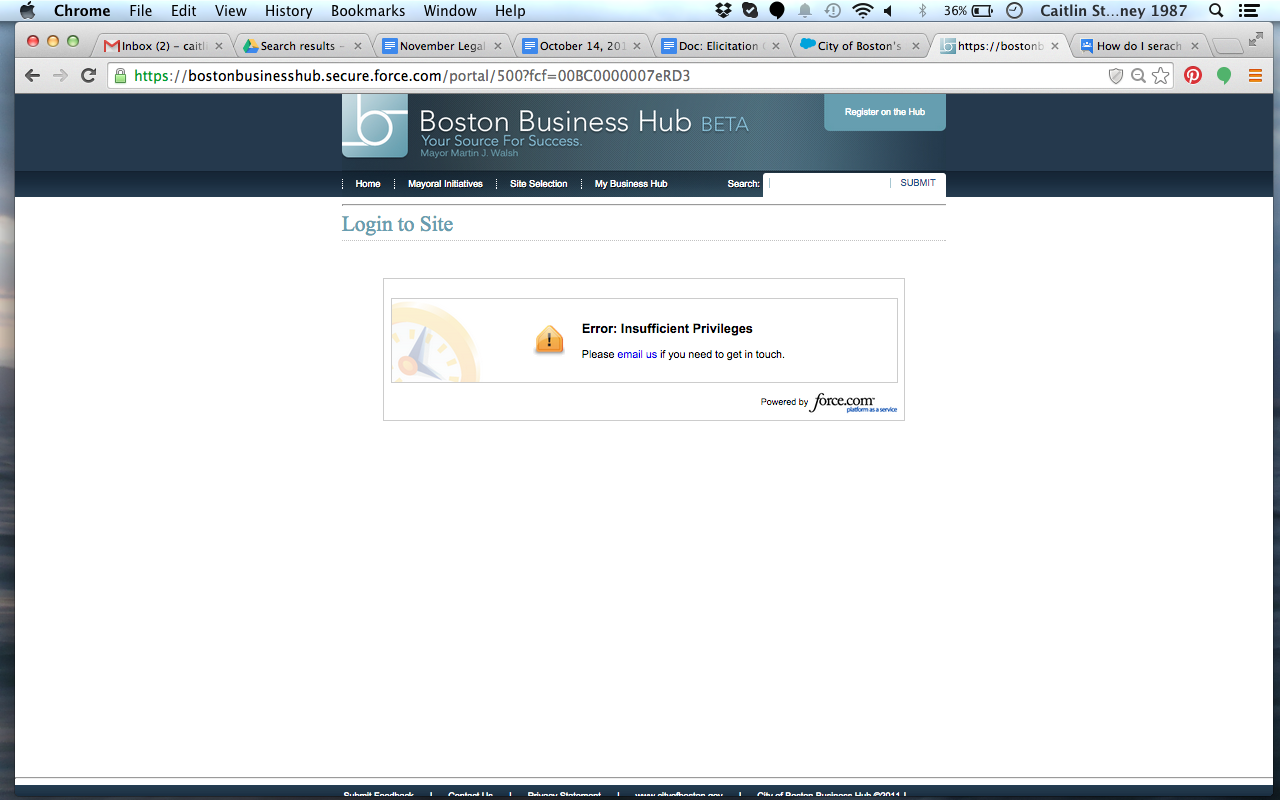 Chrome File Edit View History Bookmarks Window Help 36% Caitlin St...ney 1987
Inbox (2) – caitl Search results – November Legal October 14, 201 Doc: Elicitation City of Boston's https://bostonb How do I serach
https://bostonbusinesshub.secure.force.com/portal/500?fcf=00BC0000007eRD3
b
Boston Business Hub BETA
Your Source For Success.
Mayor Martin J. Walsh
Register on the Hub
Home Mayoral Initiatives Site Selection My Business Hub Search: SUBMIT
Login to Site
Error: Insufficient Privileges
Please email us if you need to get in touch.
Powered by force.com
platform as a service
Submit Feedback | Contact Us | Privacy Statement | www.cityofboston.gov | City of Boston Business Hub ©2011 |